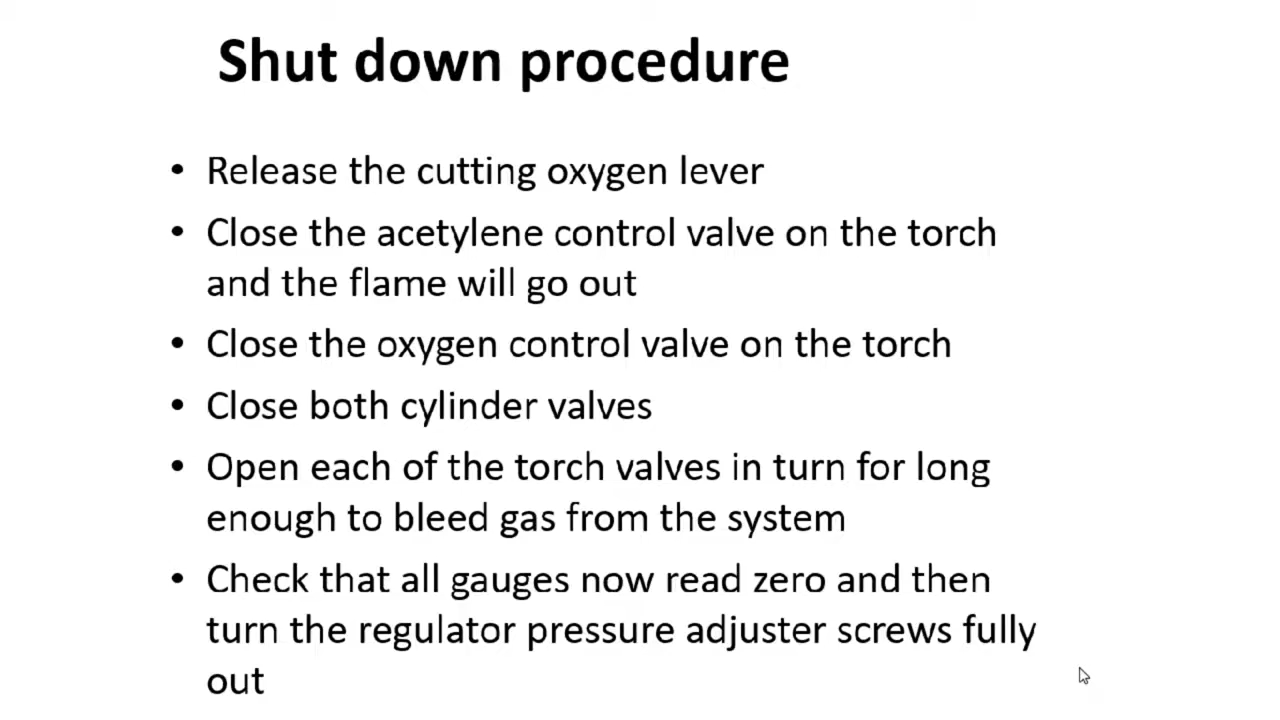 Shut down procedure
• Release the cutting oxygen lever
• Close the acetylene control valve on the torch
and the flame will go out
• Close the oxygen control valve on the torch
• Close both cylinder valves
• Open each of the torch valves in turn for long
enough to bleed gas from the system
• Check that all gauges now read zero and then
turn the regulator pressure adjuster screws fully
out